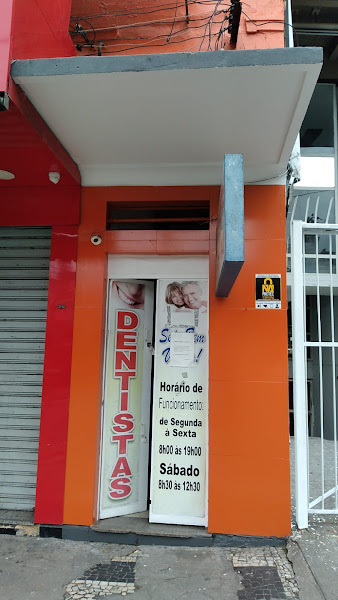 DENTISTAS
Horário de
Funcionamento:
de Segunda
à Sexta
8h00 às 19h00
Sábado
8h30 às 12h30